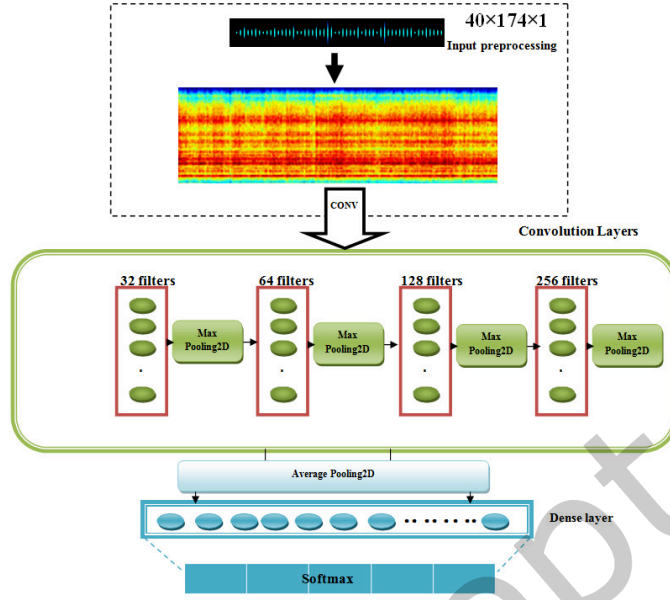 40×174×1
Input preprocessing
CONV
Convolution Layers
32 filters
64 filters
128 filters
256 filters
Max
Pooling2D
Max
Pooling2D
Max
Pooling2D
Max
Pooling2D
Average Pooling2D
Dense layer
Softmax